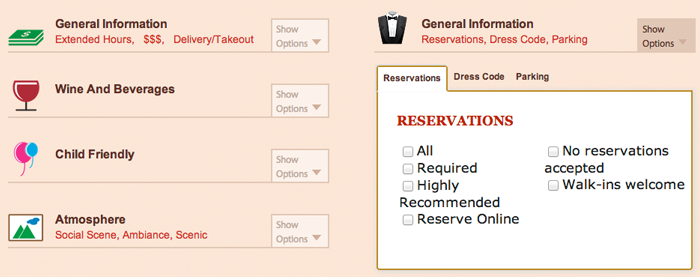 General Information
Extended Hours, $$$, Delivery/Takeout
Show
Options
Wine And Beverages
Show
Options
Child Friendly
Show
Options
Atmosphere
Social Scene, Ambiance, Scenic
Show
Options
General Information
Reservations, Dress Code, Parking
Show
Options
Reservations Dress Code Parking
RESERVATIONS
All
Required
Highly
Recommended
Reserve Online
No reservations
accepted
Walk-ins welcome